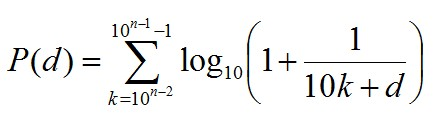 P(d) = \sum_{k=10^{n-2}}^{10^{n-1}-1} \log_{10}\left(1+\frac{1}{10k+d}\right)